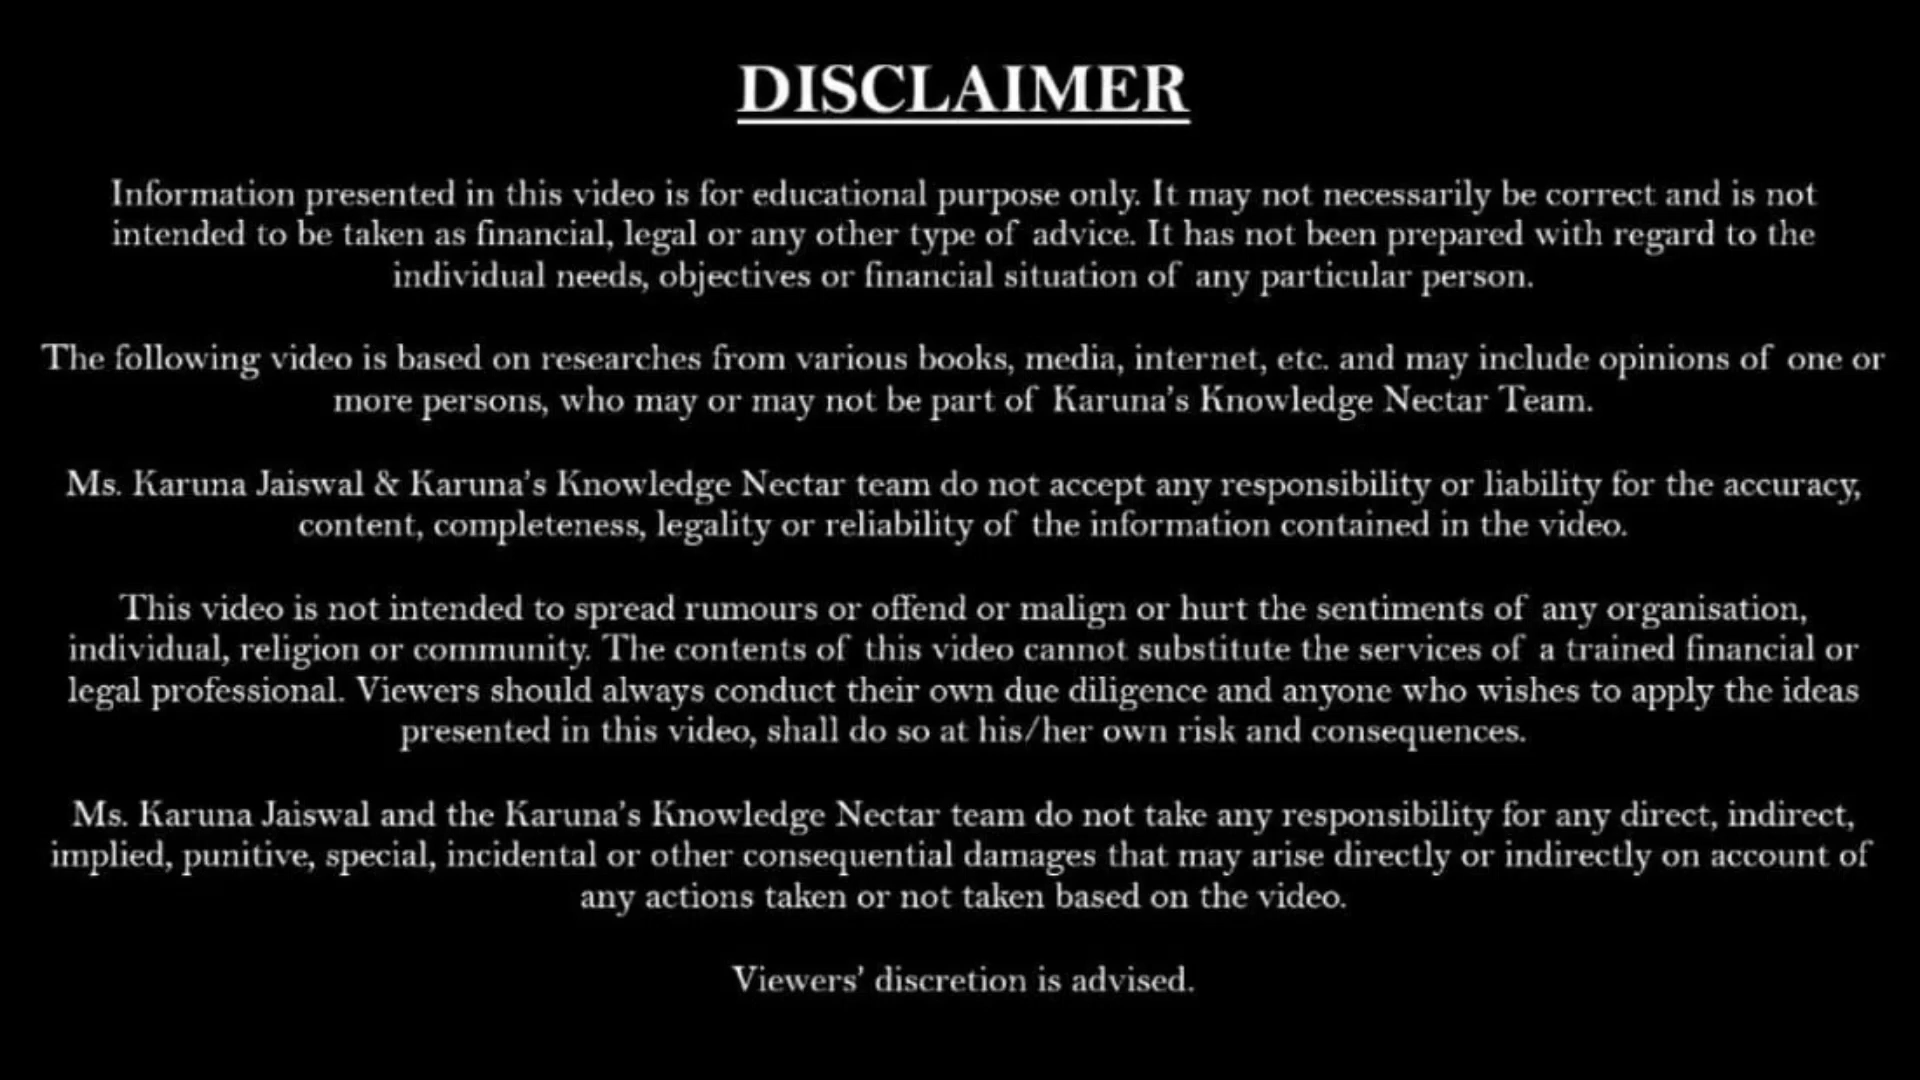 DISCLAIMER
Information presented in this video is for educational purpose only. It may not necessarily be correct and is not
intended to be taken as financial, legal or any other type of advice. It has not been prepared with regard to the
individual needs, objectives or financial situation of any particular person.
The following video is based on researches from various books, media, internet, etc. and may include opinions of one or
more persons, who may or may not be part of Karuna’s Knowledge Nectar Team.
Ms. Karuna Jaiswal & Karuna’s Knowledge Nectar team do not accept any responsibility or liability for the accuracy,
content, completeness, legality or reliability of the information contained in the video.
This video is not intended to spread rumours or offend or malign or hurt the sentiments of any organisation,
individual, religion or community. The contents of this video cannot substitute the services of a trained financial or
legal professional. Viewers should always conduct their own due diligence and anyone who wishes to apply the ideas
presented in this video, shall do so at his/her own risk and consequences.
Ms. Karuna Jaiswal and the Karuna’s Knowledge Nectar team do not take any responsibility for any direct, indirect,
implied, punitive, special, incidental or other consequential damages that may arise directly or indirectly on account of
any actions taken or not taken based on the video.
Viewers’ discretion is advised.